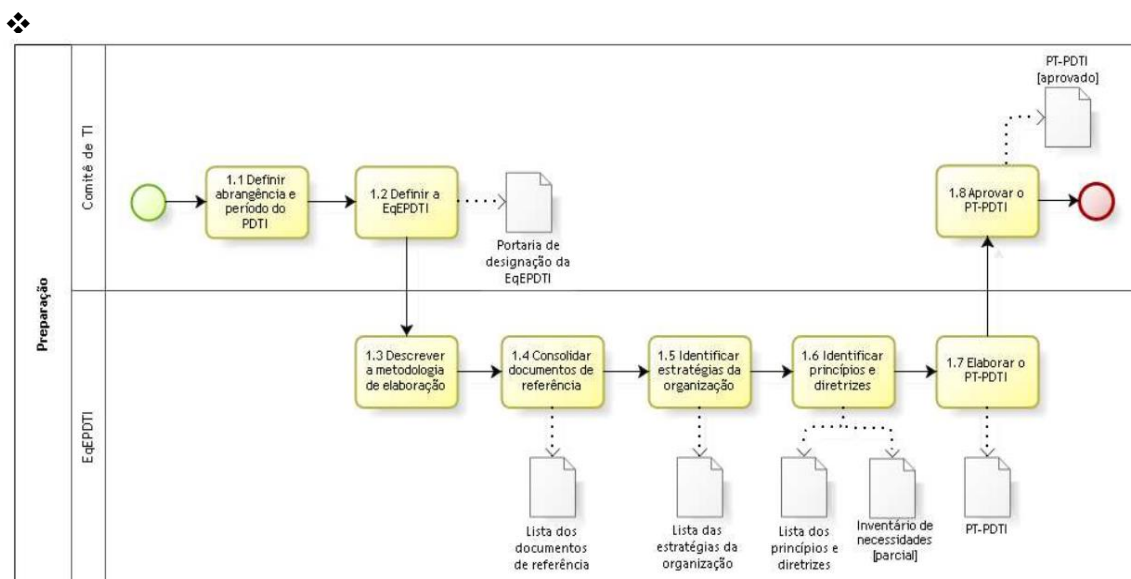 Preparação
Comitê de TI
1.1 Definir
abrangência e
período do
PDTI
1.2 Definir a
EqEPDTI
Portaria de
designação da
EqEPDTI
1.8 Aprovar o
PT-PDTI
PT-PDTI
[aprovado]
EqEPDTI
1.3 Descrever
a metodologia
de elaboração
1.4 Consolidar
documentos de
referência
1.5 Identificar
estratégias da
organização
1.6 Identificar
princípios e
diretrizes
1.7 Elaborar o
PT-PDTI
Lista dos
documentos
de referência
Lista das
estratégias da
organização
Lista dos
princípios e
diretrizes
Inventário de
necessidades
[parcial]
PT-PDTI